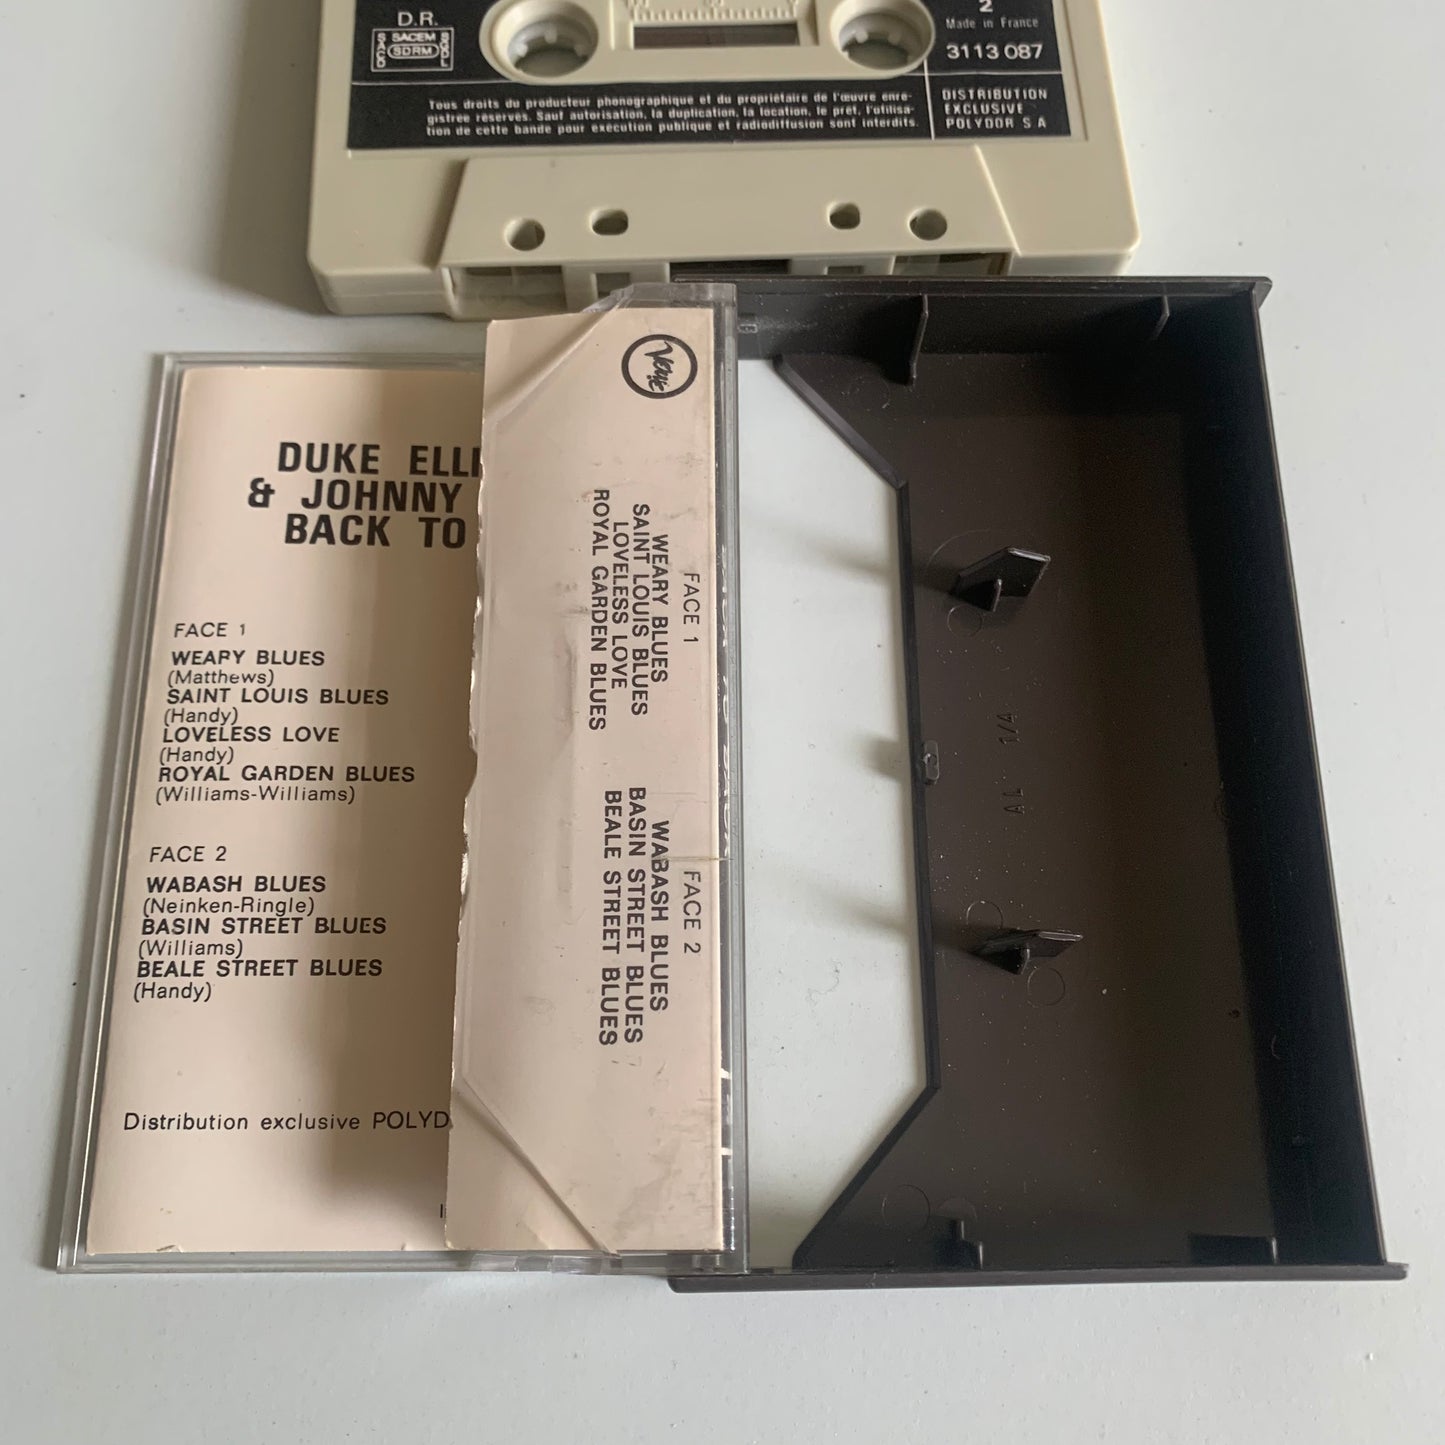 D.R.
SACEM
SACD SDRM SGDL
2
Made in France
3113 087
Tous droits du producteur phonographique et du propriétaire de l'œuvre enre-
gistrée réservés. Sauf autorisation, la duplication, la location, le prêt, l'utilisa-
tion de cette bande pour exécution publique et radiodiffusion sont interdits.
DISTRIBUTION
EXCLUSIVE
POLYDOR S.A
DUKE ELLI
& JOHNNY
BACK TO
FACE 1
WEARY BLUES
(Matthews)
SAINT LOUIS BLUES
(Handy)
LOVELESS LOVE
(Handy)
ROYAL GARDEN BLUES
(Williams-Williams)
FACE 2
WABASH BLUES
(Neinken-Ringle)
BASIN STREET BLUES
(Williams)
BEALE STREET BLUES
(Handy)
Distribution exclusive POLYD
Verve
FACE 1
WEARY BLUES
SAINT LOUIS BLUES
LOVELESS LOVE
ROYAL GARDEN BLUES
FACE 2
WABASH BLUES
BASIN STREET BLUES
BEALE STREET BLUES